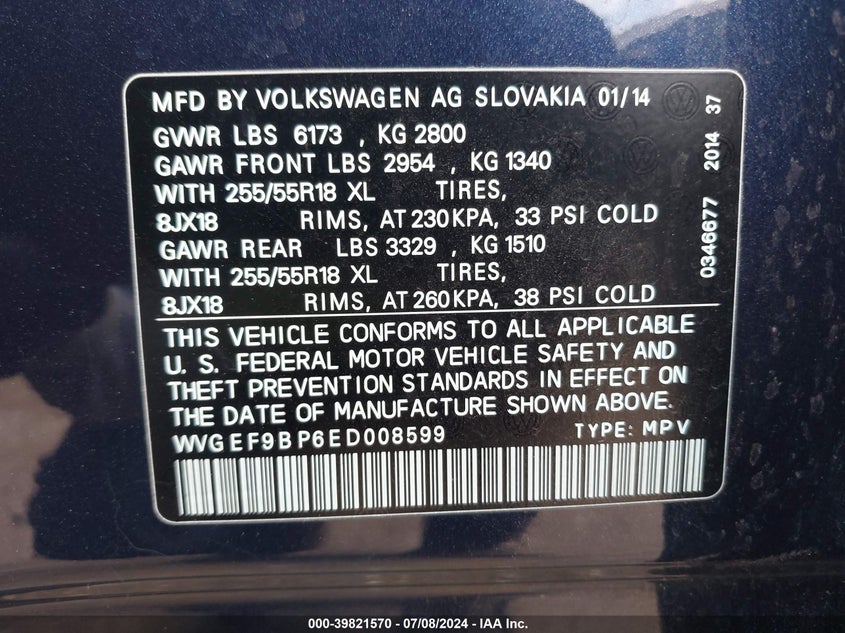 MFD BY VOLKSWAGEN AG SLOVAKIA 01/14
GVWR LBS 6173 , KG 2800
GAWR FRONT LBS 2954 , KG 1340
WITH 255/55R18 XL TIRES,
8JX18 RIMS, AT 230 KPA, 33 PSI COLD
GAWR REAR LBS 3329 , KG 1510
WITH 255/55R18 XL TIRES,
8JX18 RIMS, AT 260 KPA, 38 PSI COLD
THIS VEHICLE CONFORMS TO ALL APPLICABLE
U. S. FEDERAL MOTOR VEHICLE SAFETY AND
THEFT PREVENTION STANDARDS IN EFFECT ON
THE DATE OF MANUFACTURE SHOWN ABOVE.
WVGEF9BP6ED008599 TYPE: MPV
0346677 2014 37
000-39821570 - 07/08/2024 - IAA Inc.